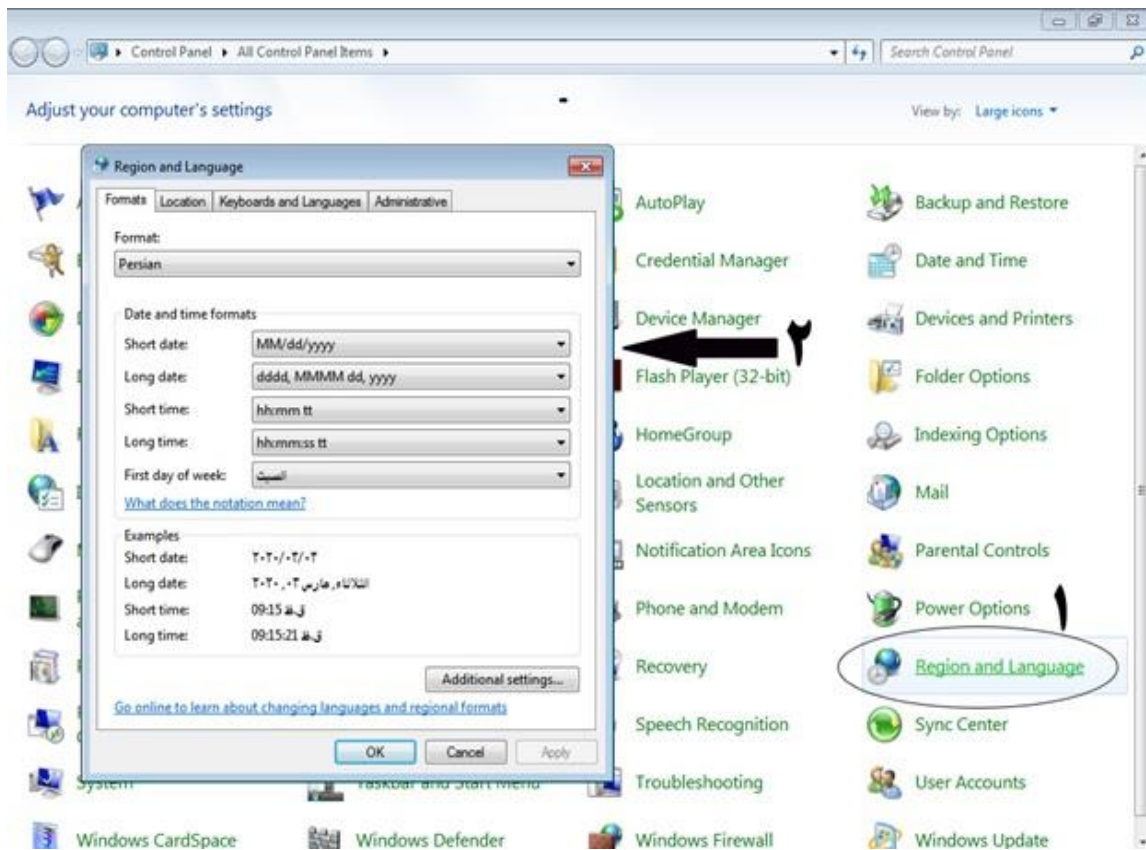 Control Panel ▸ All Control Panel Items ▸
Search Control Panel
Adjust your computer's settings
View by: Large icons
Region and Language
Formats Location Keyboards and Languages Administrative
Format:
Persian
Date and time formats
Short date: MM/dd/yyyy
Long date: dddd, MMMM dd, yyyy
Short time: hh:mm tt
Long time: hh:mm:ss tt
First day of week: السبت
What does the notation mean?
Examples
Short date: ٢٠٢٠/٠٣/٠٣
Long date: الثلاثاء, مارس ٠٣, ٢٠٢٠
Short time: 09:15 ق.ظ
Long time: 09:15:21 ق.ظ
Additional settings...
Go online to learn about changing languages and regional formats
OK Cancel Apply
AutoPlay
Backup and Restore
Credential Manager
Date and Time
Device Manager
Devices and Printers
٢
Flash Player (32-bit)
Folder Options
HomeGroup
Indexing Options
Location and Other
Sensors
Mail
Notification Area Icons
Parental Controls
Phone and Modem
Power Options
١
Recovery
Region and Language
Speech Recognition
Sync Center
System
Taskbar and Start Menu
Troubleshooting
User Accounts
Windows CardSpace
Windows Defender
Windows Firewall
Windows Update